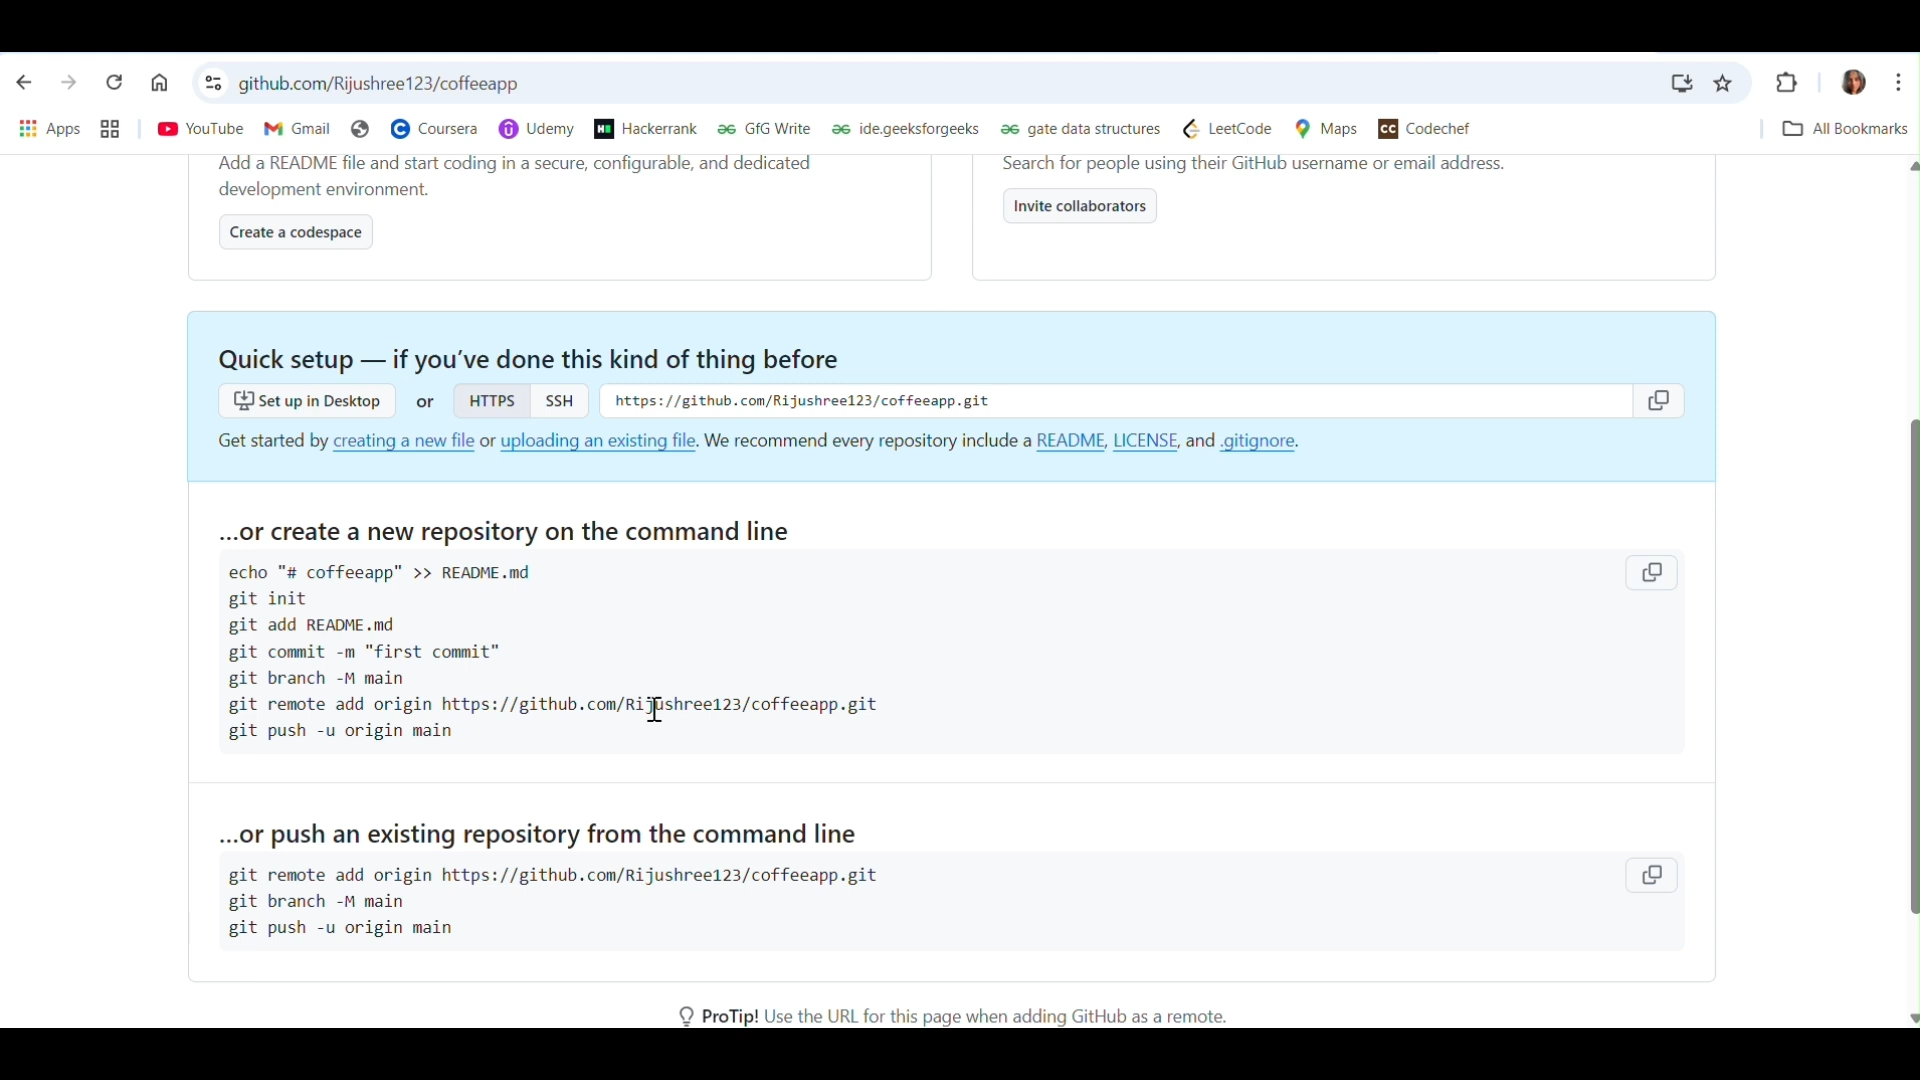 github.com/Rijushree123/coffeeapp
Apps YouTube Gmail Coursera Udemy Hackerrank GfG Write ide.geeksforgeeks gate data structures LeetCode Maps Codechef All Bookmarks
Add a README file and start coding in a secure, configurable, and dedicated
development environment.
Create a codespace
Search for people using their GitHub username or email address.
Invite collaborators
Quick setup — if you've done this kind of thing before
Set up in Desktop or HTTPS SSH https://github.com/Rijushree123/coffeeapp.git
Get started by creating a new file or uploading an existing file. We recommend every repository include a README, LICENSE, and .gitignore.
…or create a new repository on the command line
echo "# coffeeapp" >> README.md
git init
git add README.md
git commit -m "first commit"
git branch -M main
git remote add origin https://github.com/Rijushree123/coffeeapp.git
git push -u origin main
…or push an existing repository from the command line
git remote add origin https://github.com/Rijushree123/coffeeapp.git
git branch -M main
git push -u origin main
ProTip! Use the URL for this page when adding GitHub as a remote.